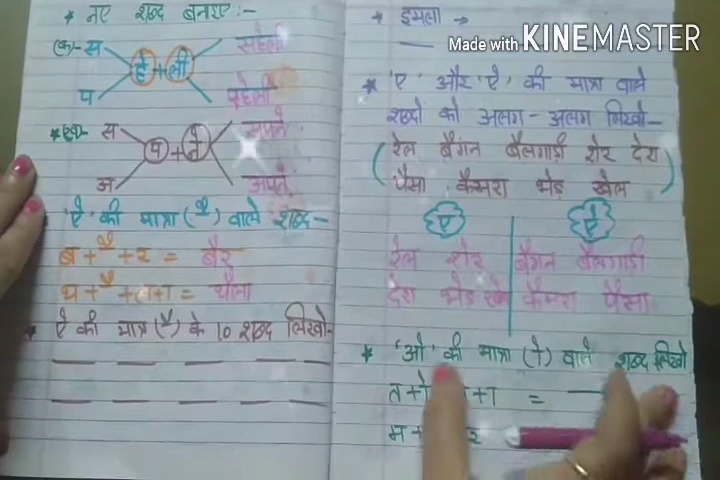 * नए शब्द बनाइए:-
(क)- स सहेली
हे + ली
प पहेली
* (ख)- स सपने
प + ने
अ अपने
'ऐ' की मात्रा (ै) वाले शब्द-
ब + ै + र = बैर
थ + ै + ल + ा = थैला
* ऐ की मात्रा (ै) के 10 शब्द लिखो-
* इमला →
Made with KINEMASTER
* 'ए' और 'ऐ' की मात्रा वाले
शब्दों को अलग - अलग लिखो-
(रेल बैंगन बैलगाड़ी शेर देश
पैसा कैमरा भेड़ खेल)
ए ऐ
रेल शेर बैंगन बैलगाड़ी
देश भेड़ खेल कैमरा पैसा
* 'ओ' की मात्रा (ो) वाले शब्द लिखो
त + ो + ा =
म +